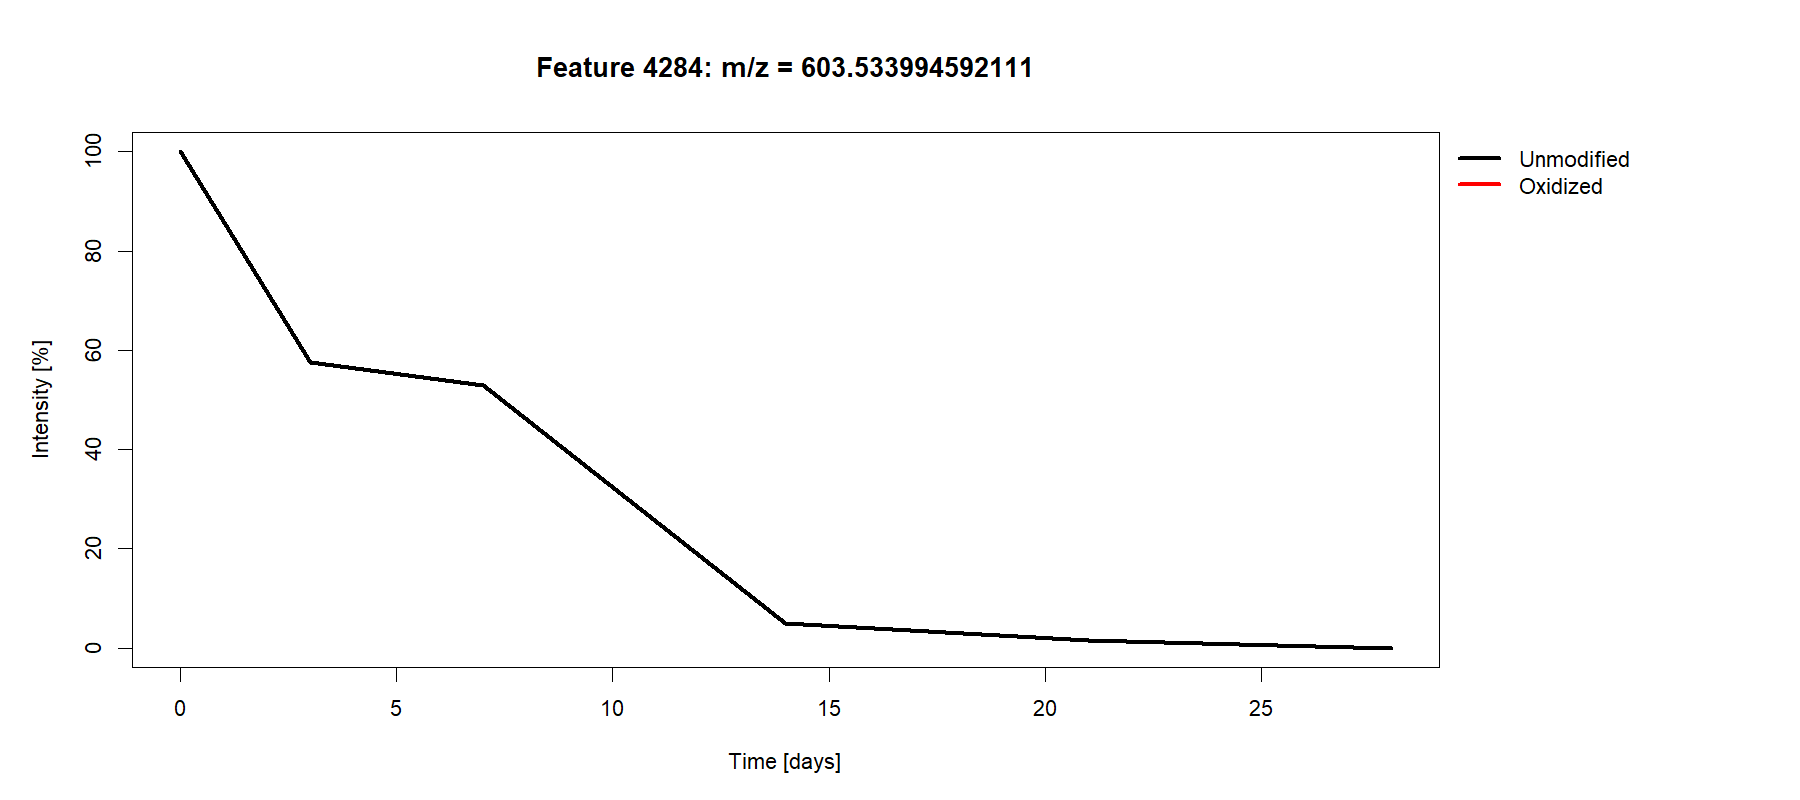 Feature 4284: m/z = 603.533994592111
Unmodified
Oxidized
Intensity [%]
100
80
60
40
20
0
0 5 10 15 20 25
Time [days]